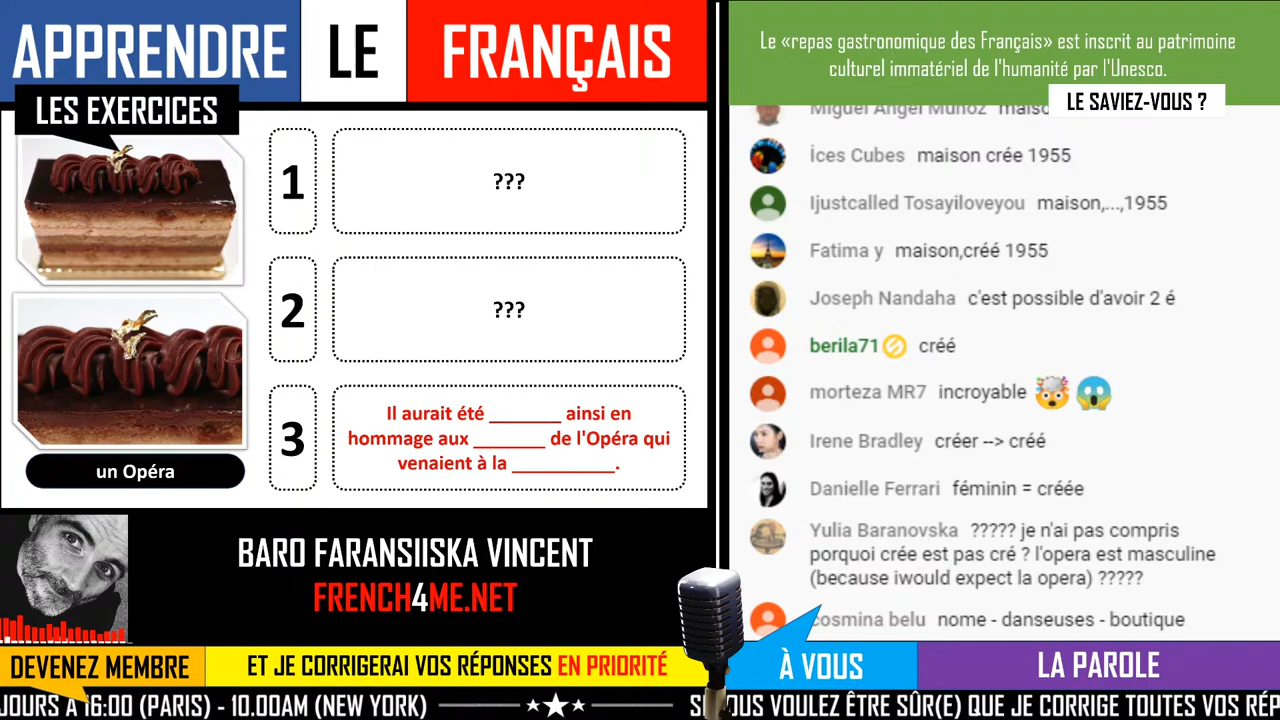 APPRENDRE LE FRANÇAIS
LES EXERCICES
1
???
2
???
3
Il aurait été _______ ainsi en
hommage aux _______ de l'Opéra qui
venaient à la __________.
un Opéra
BARO FARANSIISKA VINCENT
FRENCH4ME.NET
DEVENEZ MEMBRE
ET JE CORRIGERAI VOS RÉPONSES EN PRIORITÉ
Le «repas gastronomique des Français» est inscrit au patrimoine
culturel immatériel de l'humanité par l'Unesco.
LE SAVIEZ-VOUS ?
Miguel Angel Muñoz
İces Cubes maison crée 1955
Ijustcalled Tosayiloveyou maison,...,1955
Fatima y maison,créé 1955
Joseph Nandaha c'est possible d'avoir 2 é
berila71 créé
morteza MR7 incroyable
Irene Bradley créer --> créé
Danielle Ferrari féminin = créée
Yulia Baranovska ????? je n'ai pas compris
porquoi crée est pas cré ? l'opera est masculine
(because iwould expect la opera) ?????
cosmina belu nome - danseuses - boutique
À VOUS
LA PAROLE
JOURS A 16:00 (PARIS) - 10.00AM (NEW YORK)
VOUS VOULEZ ÊTRE SÛR(E) QUE JE CORRIGE TOUTES VOS